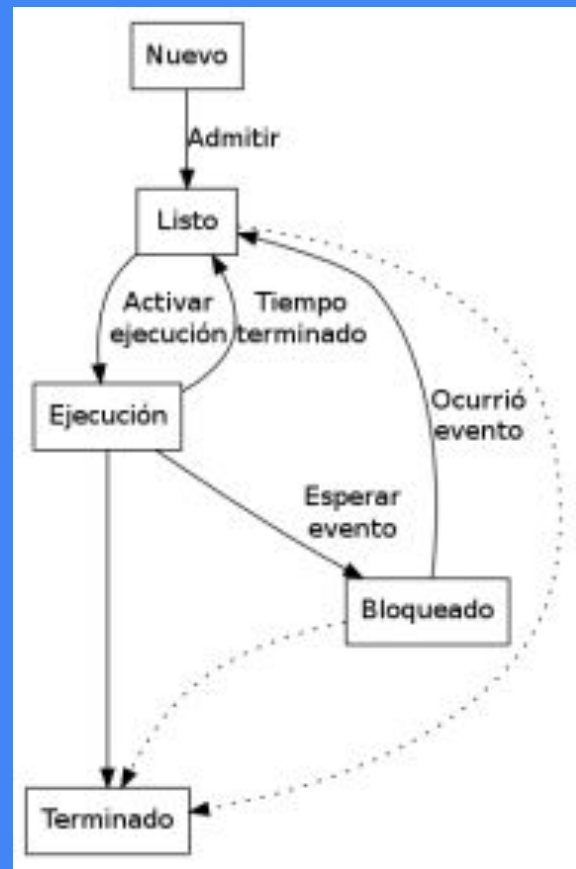 Nuevo
Admitir
Listo
Activar
ejecución
Tiempo
terminado
Ejecución
Ocurrió
evento
Esperar
evento
Bloqueado
Terminado